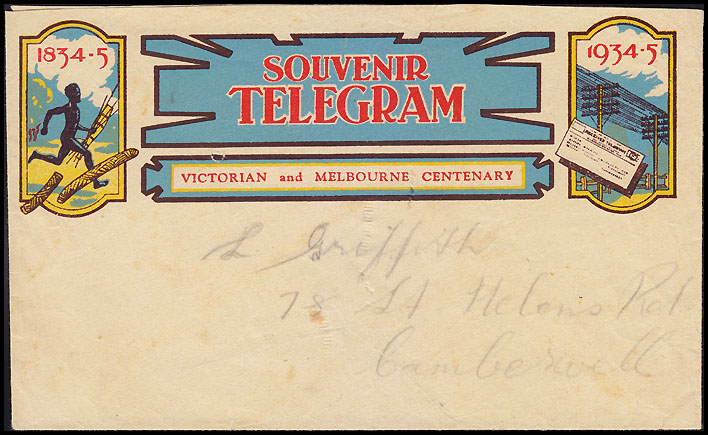 1834-5
SOUVENIR
TELEGRAM
1934-5
VICTORIAN and MELBOURNE CENTENARY
L Griffith
78 St. Helens Rd.
Camberwell